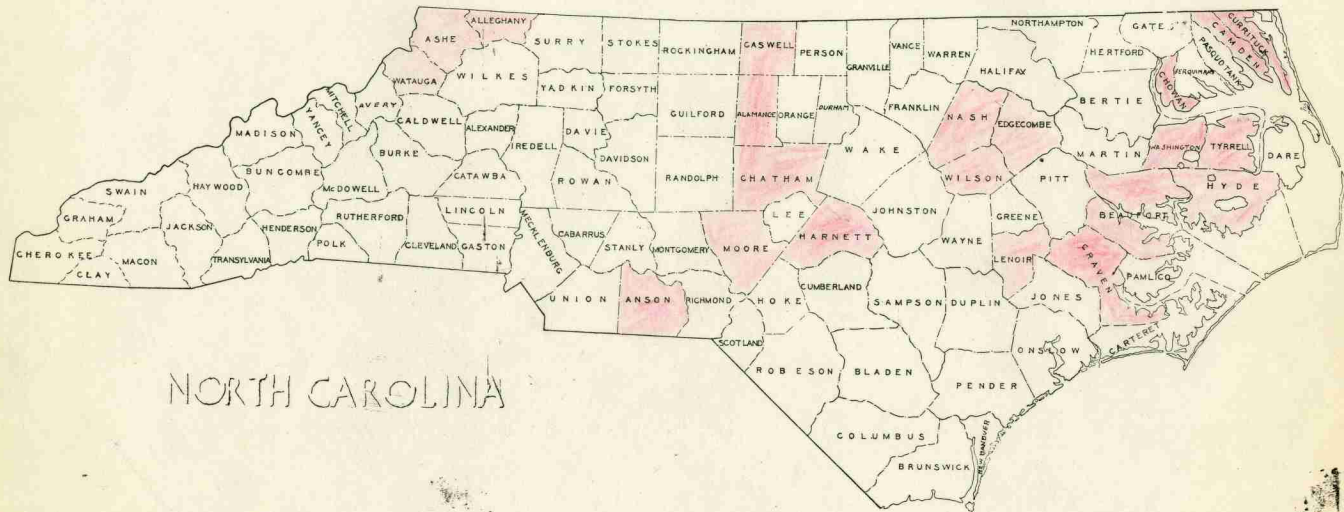 ALLEGHANY
ASHE
SURRY
STOKES
ROCKINGHAM
CASWELL
PERSON
GRANVILLE
VANCE
WARREN
NORTHAMPTON
GATES
HERTFORD
HALIFAX
CURRITUCK
CAMDEN
PASQUOTANK
PERQUIMANS
CHOWAN
BERTIE
WATAUGA
WILKES
YADKIN
FORSYTH
GUILFORD
ALAMANCE
ORANGE
DURHAM
FRANKLIN
NASH
EDGECOMBE
MARTIN
WASHINGTON
TYRRELL
DARE
MITCHELL
YANCEY
AVERY
CALDWELL
ALEXANDER
IREDELL
DAVIE
DAVIDSON
RANDOLPH
CHATHAM
WAKE
WILSON
PITT
HYDE
BEAUFORT
MADISON
BUNCOMBE
McDOWELL
BURKE
CATAWBA
ROWAN
SWAIN
HAYWOOD
GRAHAM
JACKSON
HENDERSON
RUTHERFORD
LINCOLN
MECKLENBURG
CABARRUS
STANLY
MONTGOMERY
MOORE
LEE
HARNETT
JOHNSTON
WAYNE
GREENE
LENOIR
CRAVEN
PAMLICO
CHEROKEE
CLAY
MACON
TRANSYLVANIA
POLK
CLEVELAND
GASTON
UNION
ANSON
RICHMOND
HOKE
CUMBERLAND
SAMPSON
DUPLIN
JONES
CARTERET
SCOTLAND
ROBESON
BLADEN
PENDER
ONSLOW
COLUMBUS
BRUNSWICK
NEW HANOVER
NORTH CAROLINA